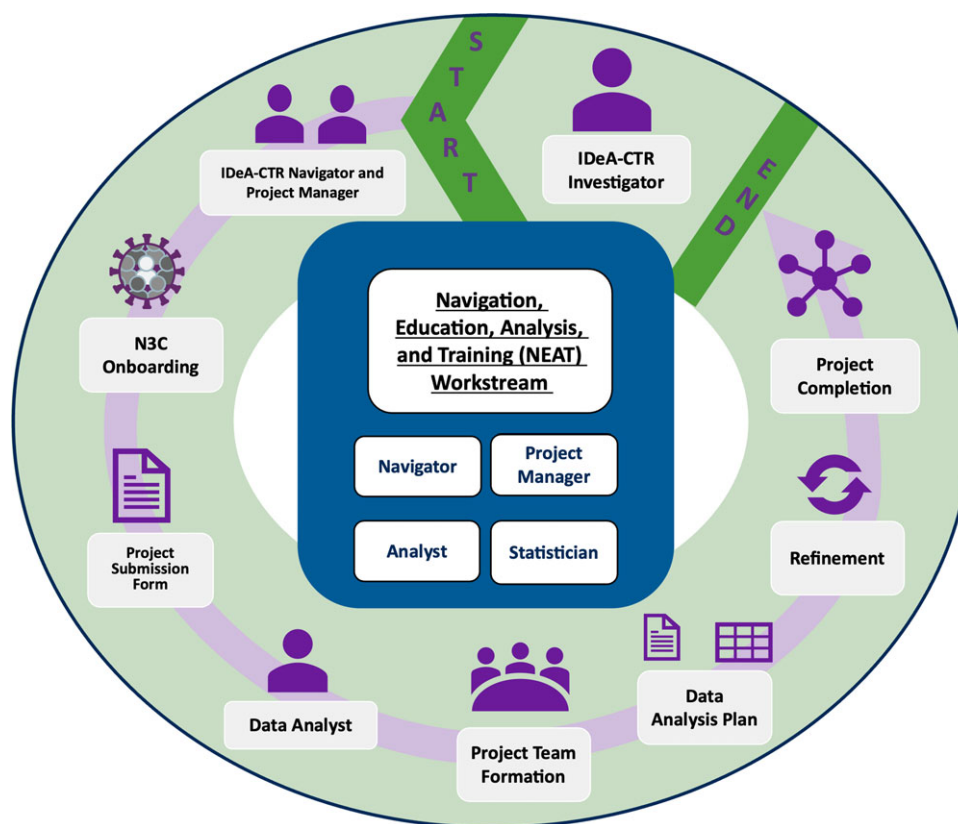 START
IDeA-CTR
Investigator
END
IDeA-CTR Navigator and
Project Manager
N3C
Onboarding
Project
Submission
Form
Data Analyst
Project Team
Formation
Data
Analysis Plan
Refinement
Project
Completion
Navigation,
Education, Analysis,
and Training (NEAT)
Workstream
Navigator
Project
Manager
Analyst
Statistician